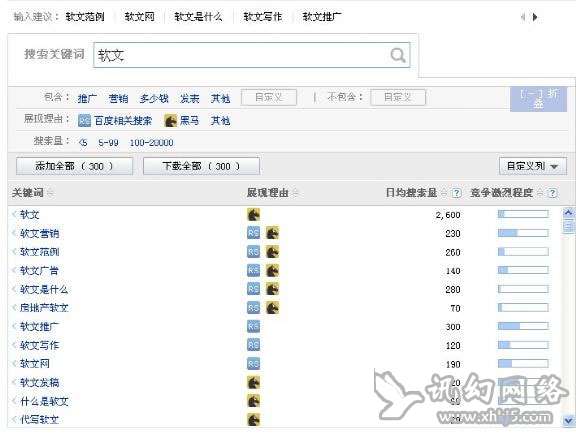 输入建议： 软文范例 软文网 软文是什么 软文写作 软文推广
搜索关键词 软文
包含： 推广 营销 多少钱 发表 其他 自定义 | 不包含： 自定义 [－] 折叠
展现理由： RS 百度相关搜索 黑马 其他
搜索量： <5 5-99 100-20000
添加全部（300） 下载全部（300） 自定义列
关键词 展现理由 日均搜索量 ? 竞争激烈程度 ?
软文 2,600
软文营销 RS 230
软文范例 RS 260
软文广告 RS 140
软文是什么 RS 280
房地产软文 RS 70
软文推广 RS 300
软文写作 RS 120
软文网 RS 190
软文发稿 20
什么是软文
代写软文
讯幻网络
www.xhjj5.com